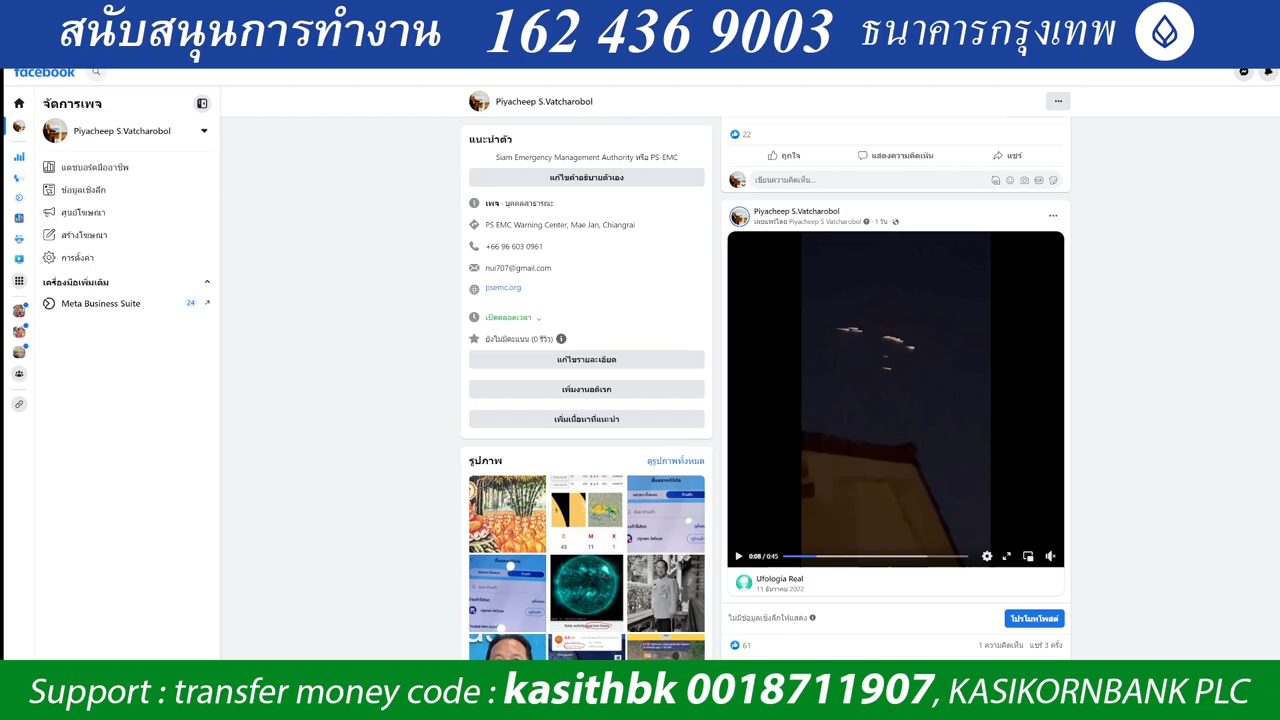 สนับสนุนการทำงาน 162 436 9003 ธนาคารกรุงเทพ
facebook
จัดการเพจ
Piyacheep S.Vatcharobol
แดชบอร์ดมืออาชีพ
ข้อมูลเชิงลึก
ศูนย์โฆษณา
สร้างโฆษณา
การตั้งค่า
เครื่องมือเพิ่มเติม
Meta Business Suite 24
Piyacheep S.Vatcharobol
แนะนำตัว
Siam Emergency Management Authority หรือ PS-EMC
แก้ไขคำอธิบายตัวเอง
เพจ · บุคคลสาธารณะ
PS EMC Warning Center, Mae Jan, Chiangrai
+66 96 603 0961
nui707@gmail.com
psemc.org
เปิดตลอดเวลา
ยังไม่มีคะแนน (0 รีวิว)
แก้ไขรายละเอียด
เพิ่มงานอดิเรก
เพิ่มเนื้อหาที่แนะนำ
รูปภาพ ดูรูปภาพทั้งหมด
C M X
43 11 1
22
ถูกใจ แสดงความคิดเห็น แชร์
เขียนความคิดเห็น...
Piyacheep S.Vatcharobol
เผยแพร่โดย Piyacheep S Vatcharobol · 1 วัน ·
0:08 / 0:45
Ufologia Real
11 ธันวาคม 2022
ไม่มีข้อมูลเชิงลึกให้แสดง โปรโมทโพสต์
61 1 ความคิดเห็น แชร์ 3 ครั้ง
Support : transfer money code : kasithbk 0018711907, KASIKORNBANK PLC